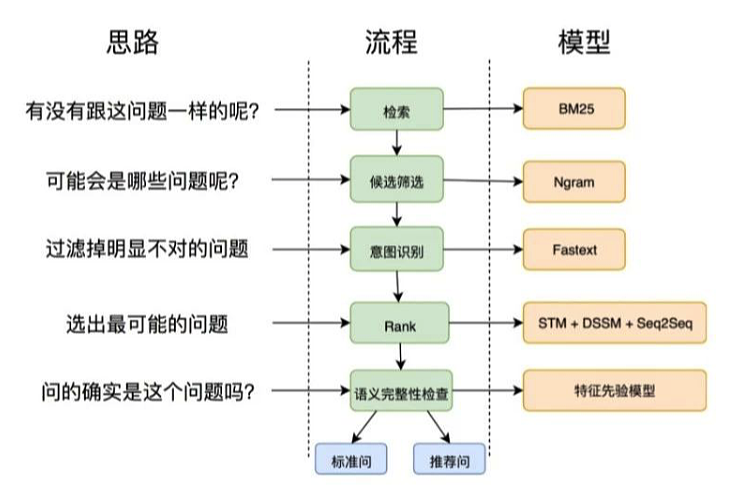 思路 流程 模型
有没有跟这问题一样的呢? 检索 BM25
可能会是哪些问题呢? 候选筛选 Ngram
过滤掉明显不对的问题 意图识别 Fastext
选出最可能的问题 Rank STM + DSSM + Seq2Seq
问的确实是这个问题吗? 语义完整性检查 特征先验模型
标准问 推荐问